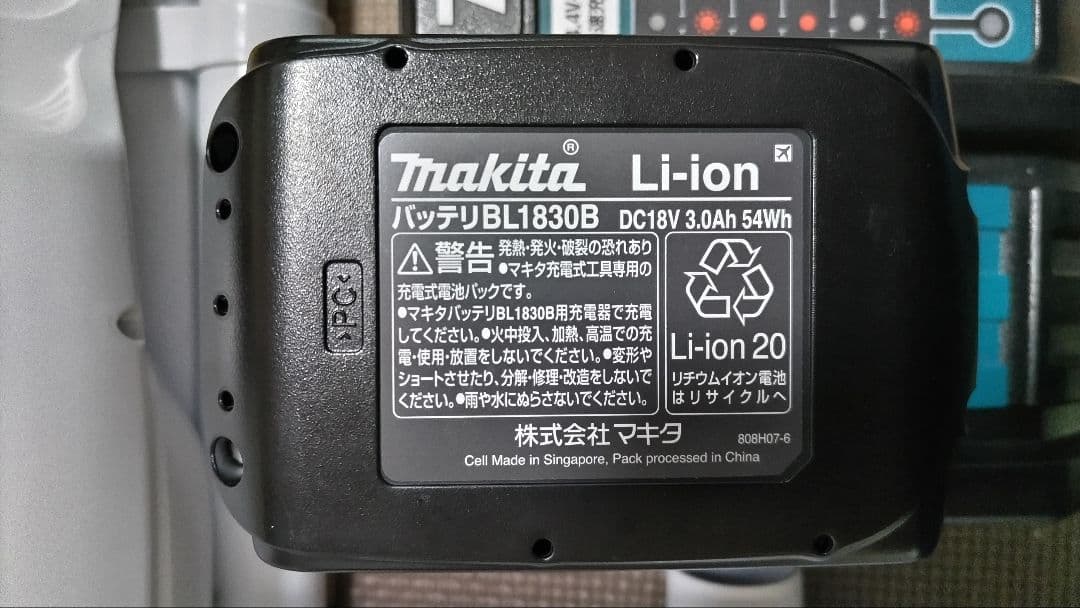 7
.4V
速充
makita®
Li-ion
バッテリBL1830B DC18V 3.0Ah 54Wh
警告 発熱・発火・破裂の恐れあり
●マキタ充電式工具専用の
充電式電池パックです。
●マキタバッテリBL1830B用充電器で充電
してください。●火中投入、加熱、高温での充
電・使用・放置をしないでください。●変形や
ショートさせたり、分解・修理・改造をしないで
ください。●雨や水にぬらさないでください。
Li-ion 20
リチウムイオン電池
はリサイクルへ
株式会社マキタ
808H07-6
Cell Made in Singapore, Pack processed in China
>PC<